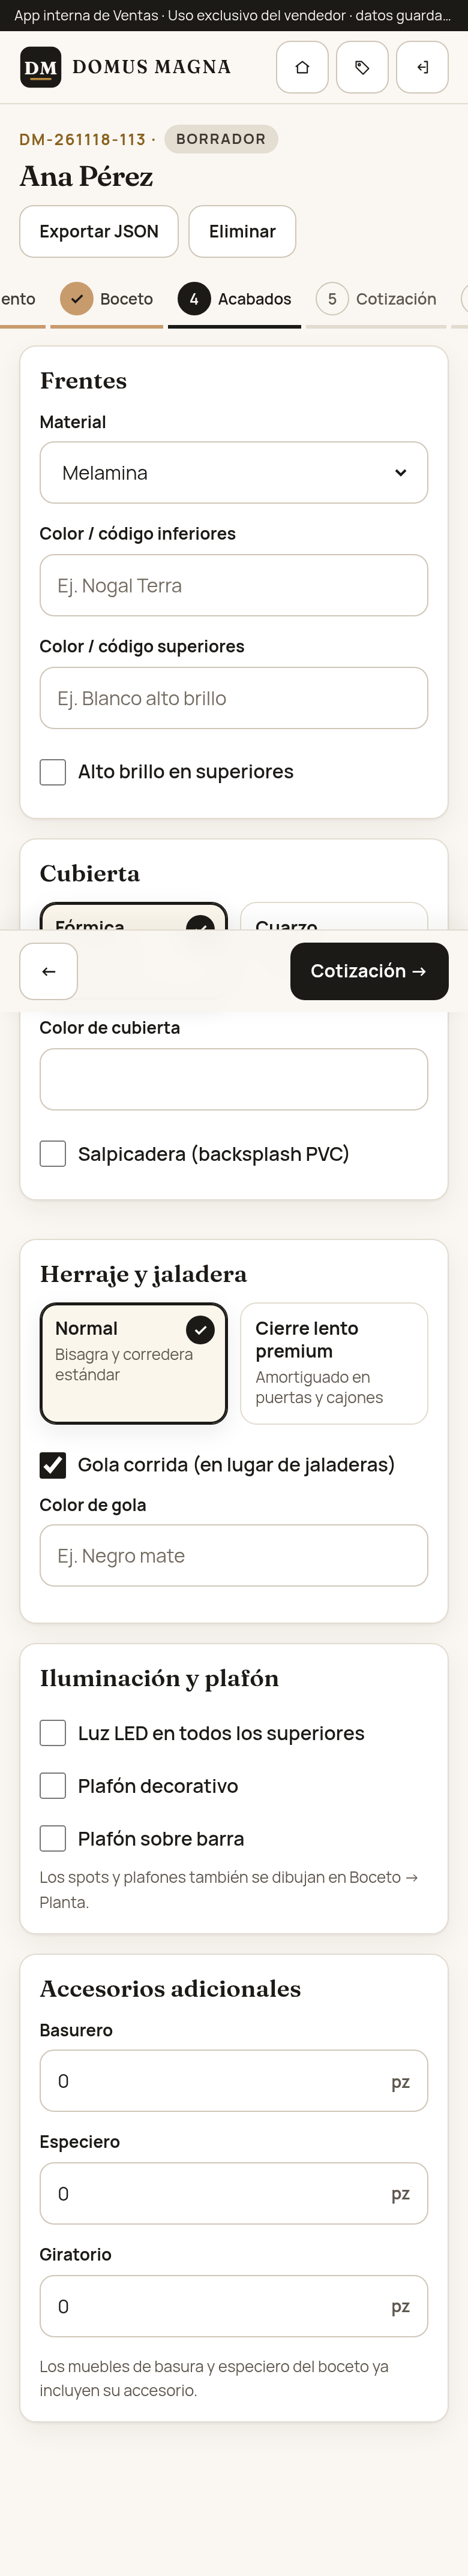 App interna de Ventas · Uso exclusivo del vendedor · datos guarda…
DM DOMUS MAGNA
DM-261118-113 · BORRADOR
Ana Pérez
Exportar JSON Eliminar
ento Boceto 4 Acabados 5 Cotización
Frentes
Material
Melamina
Color / código inferiores
Ej. Nogal Terra
Color / código superiores
Ej. Blanco alto brillo
Alto brillo en superiores
Cubierta
Fórmica Cuarzo
← Cotización →
Color de cubierta
Salpicadera (backsplash PVC)
Herraje y jaladera
Normal
Bisagra y corredera
estándar
Cierre lento
premium
Amortiguado en
puertas y cajones
Gola corrida (en lugar de jaladeras)
Color de gola
Ej. Negro mate
Iluminación y plafón
Luz LED en todos los superiores
Plafón decorativo
Plafón sobre barra
Los spots y plafones también se dibujan en Boceto →
Planta.
Accesorios adicionales
Basurero
0 pz
Especiero
0 pz
Giratorio
0 pz
Los muebles de basura y especiero del boceto ya
incluyen su accesorio.